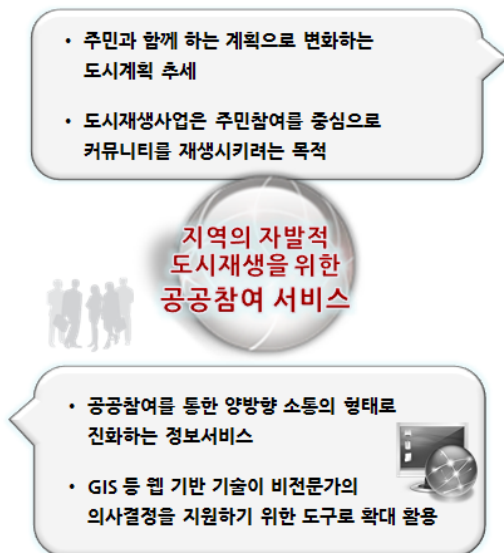 • 주민과 함께 하는 계획으로 변화하는
도시계획 추세
• 도시재생사업은 주민참여를 중심으로
커뮤니티를 재생시키려는 목적
지역의 자발적
도시재생을 위한
공공참여 서비스
• 공공참여를 통한 양방향 소통의 형태로
진화하는 정보서비스
• GIS 등 웹 기반 기술이 비전문가의
의사결정을 지원하기 위한 도구로 확대 활용